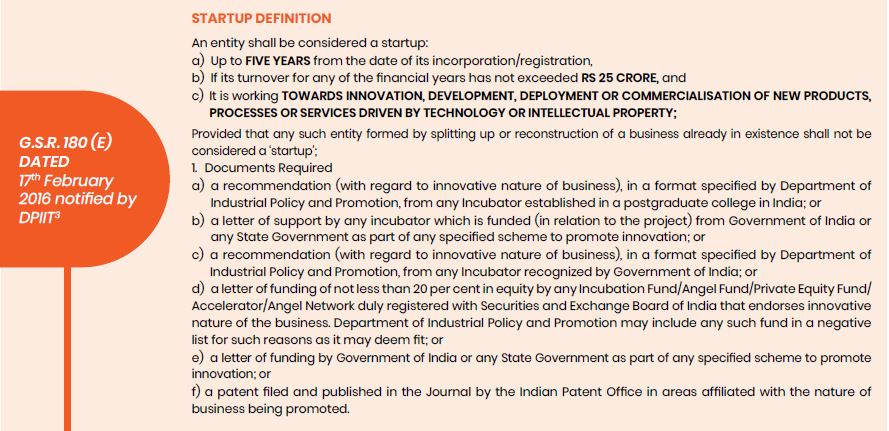 STARTUP DEFINITION
An entity shall be considered a startup:
a) Up to FIVE YEARS from the date of its incorporation/registration,
b) If its turnover for any of the financial years has not exceeded RS 25 CRORE, and
c) It is working TOWARDS INNOVATION, DEVELOPMENT, DEPLOYMENT OR COMMERCIALISATION OF NEW PRODUCTS,
PROCESSES OR SERVICES DRIVEN BY TECHNOLOGY OR INTELLECTUAL PROPERTY;
Provided that any such entity formed by splitting up or reconstruction of a business already in existence shall not be
considered a 'startup';
1. Documents Required
a) a recommendation (with regard to innovative nature of business), in a format specified by Department of
Industrial Policy and Promotion, from any Incubator established in a postgraduate college in India; or
b) a letter of support by any incubator which is funded (in relation to the project) from Government of India or
any State Government as part of any specified scheme to promote innovation; or
c) a recommendation (with regard to innovative nature of business), in a format specified by Department of
Industrial Policy and Promotion, from any Incubator recognized by Government of India; or
d) a letter of funding of not less than 20 per cent in equity by any Incubation Fund/Angel Fund/Private Equity Fund/
Accelerator/Angel Network duly registered with Securities and Exchange Board of India that endorses innovative
nature of the business. Department of Industrial Policy and Promotion may include any such fund in a negative
list for such reasons as it may deem fit; or
e) a letter of funding by Government of India or any State Government as part of any specified scheme to promote
innovation; or
f) a patent filed and published in the Journal by the Indian Patent Office in areas affiliated with the nature of
business being promoted.
G.S.R. 180 (E)
DATED
17th February
2016 notified by
DPIIT³